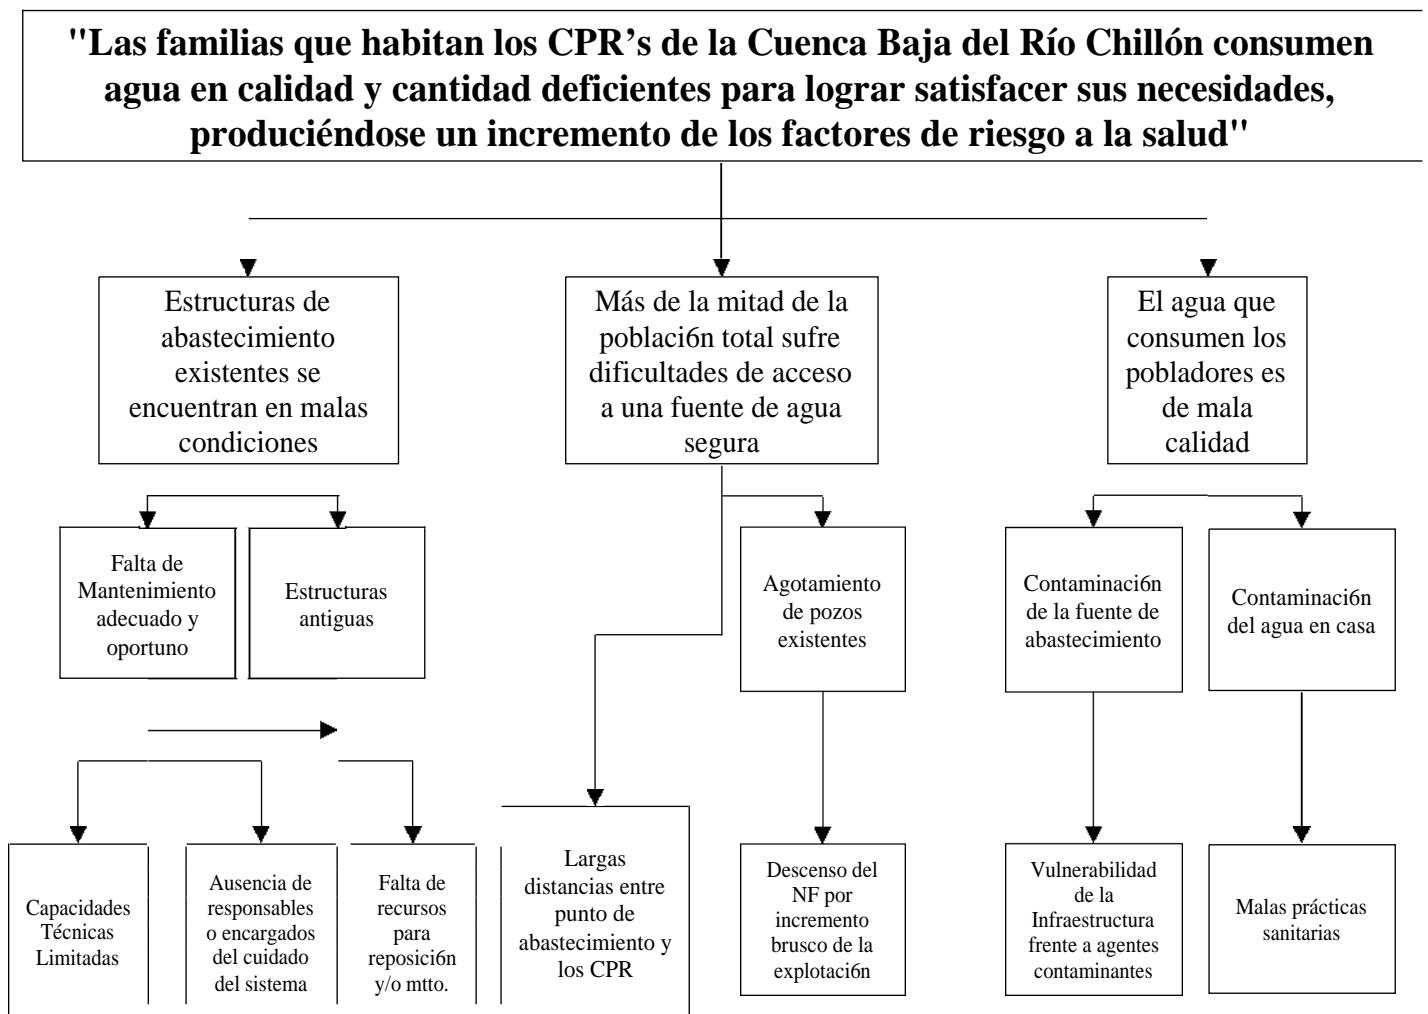 "Las familias que habitan los CPR's de la Cuenca Baja del Río Chillón consumen
agua en calidad y cantidad deficientes para lograr satisfacer sus necesidades,
produciéndose un incremento de los factores de riesgo a la salud"
Estructuras de
abastecimiento
existentes se
encuentran en malas
condiciones
Más de la mitad de la
poblaci6n total sufre
dificultades de acceso
a una fuente de agua
segura
El agua que
consumen los
pobladores es
de mala
calidad
Falta de
Mantenimiento
adecuado y
oportuno
Estructuras
antiguas
Agotamiento
de pozos
existentes
Contaminaci6n
de la fuente de
abastecimiento
Contaminaci6n
del agua en casa
Capacidades
Técnicas
Limitadas
Ausencia de
responsables
o encargados
del cuidado
del sistema
Falta de
recursos
para
reposici6n
y/o mtto.
Largas
distancias entre
punto de
abastecimiento y
los CPR
Descenso del
NF por
incremento
brusco de la
explotaci6n
Vulnerabilidad
de la
Infraestructura
frente a agentes
contaminantes
Malas prácticas
sanitarias